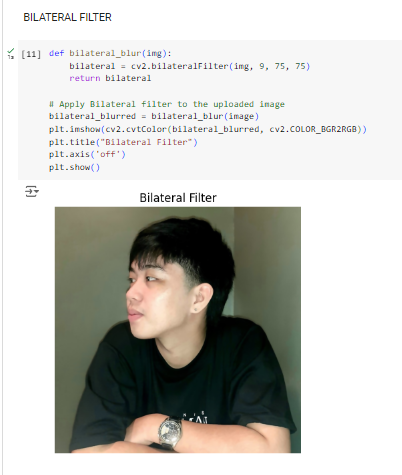 BILATERAL FILTER
[11] def bilateral_blur(img):
bilateral = cv2.bilateralFilter(img, 9, 75, 75)
return bilateral
# Apply Bilateral filter to the uploaded image
bilateral_blurred = bilateral_blur(image)
plt.imshow(cv2.cvtColor(bilateral_blurred, cv2.COLOR_BGR2RGB))
plt.title("Bilateral Filter")
plt.axis('off')
plt.show()
Bilateral Filter